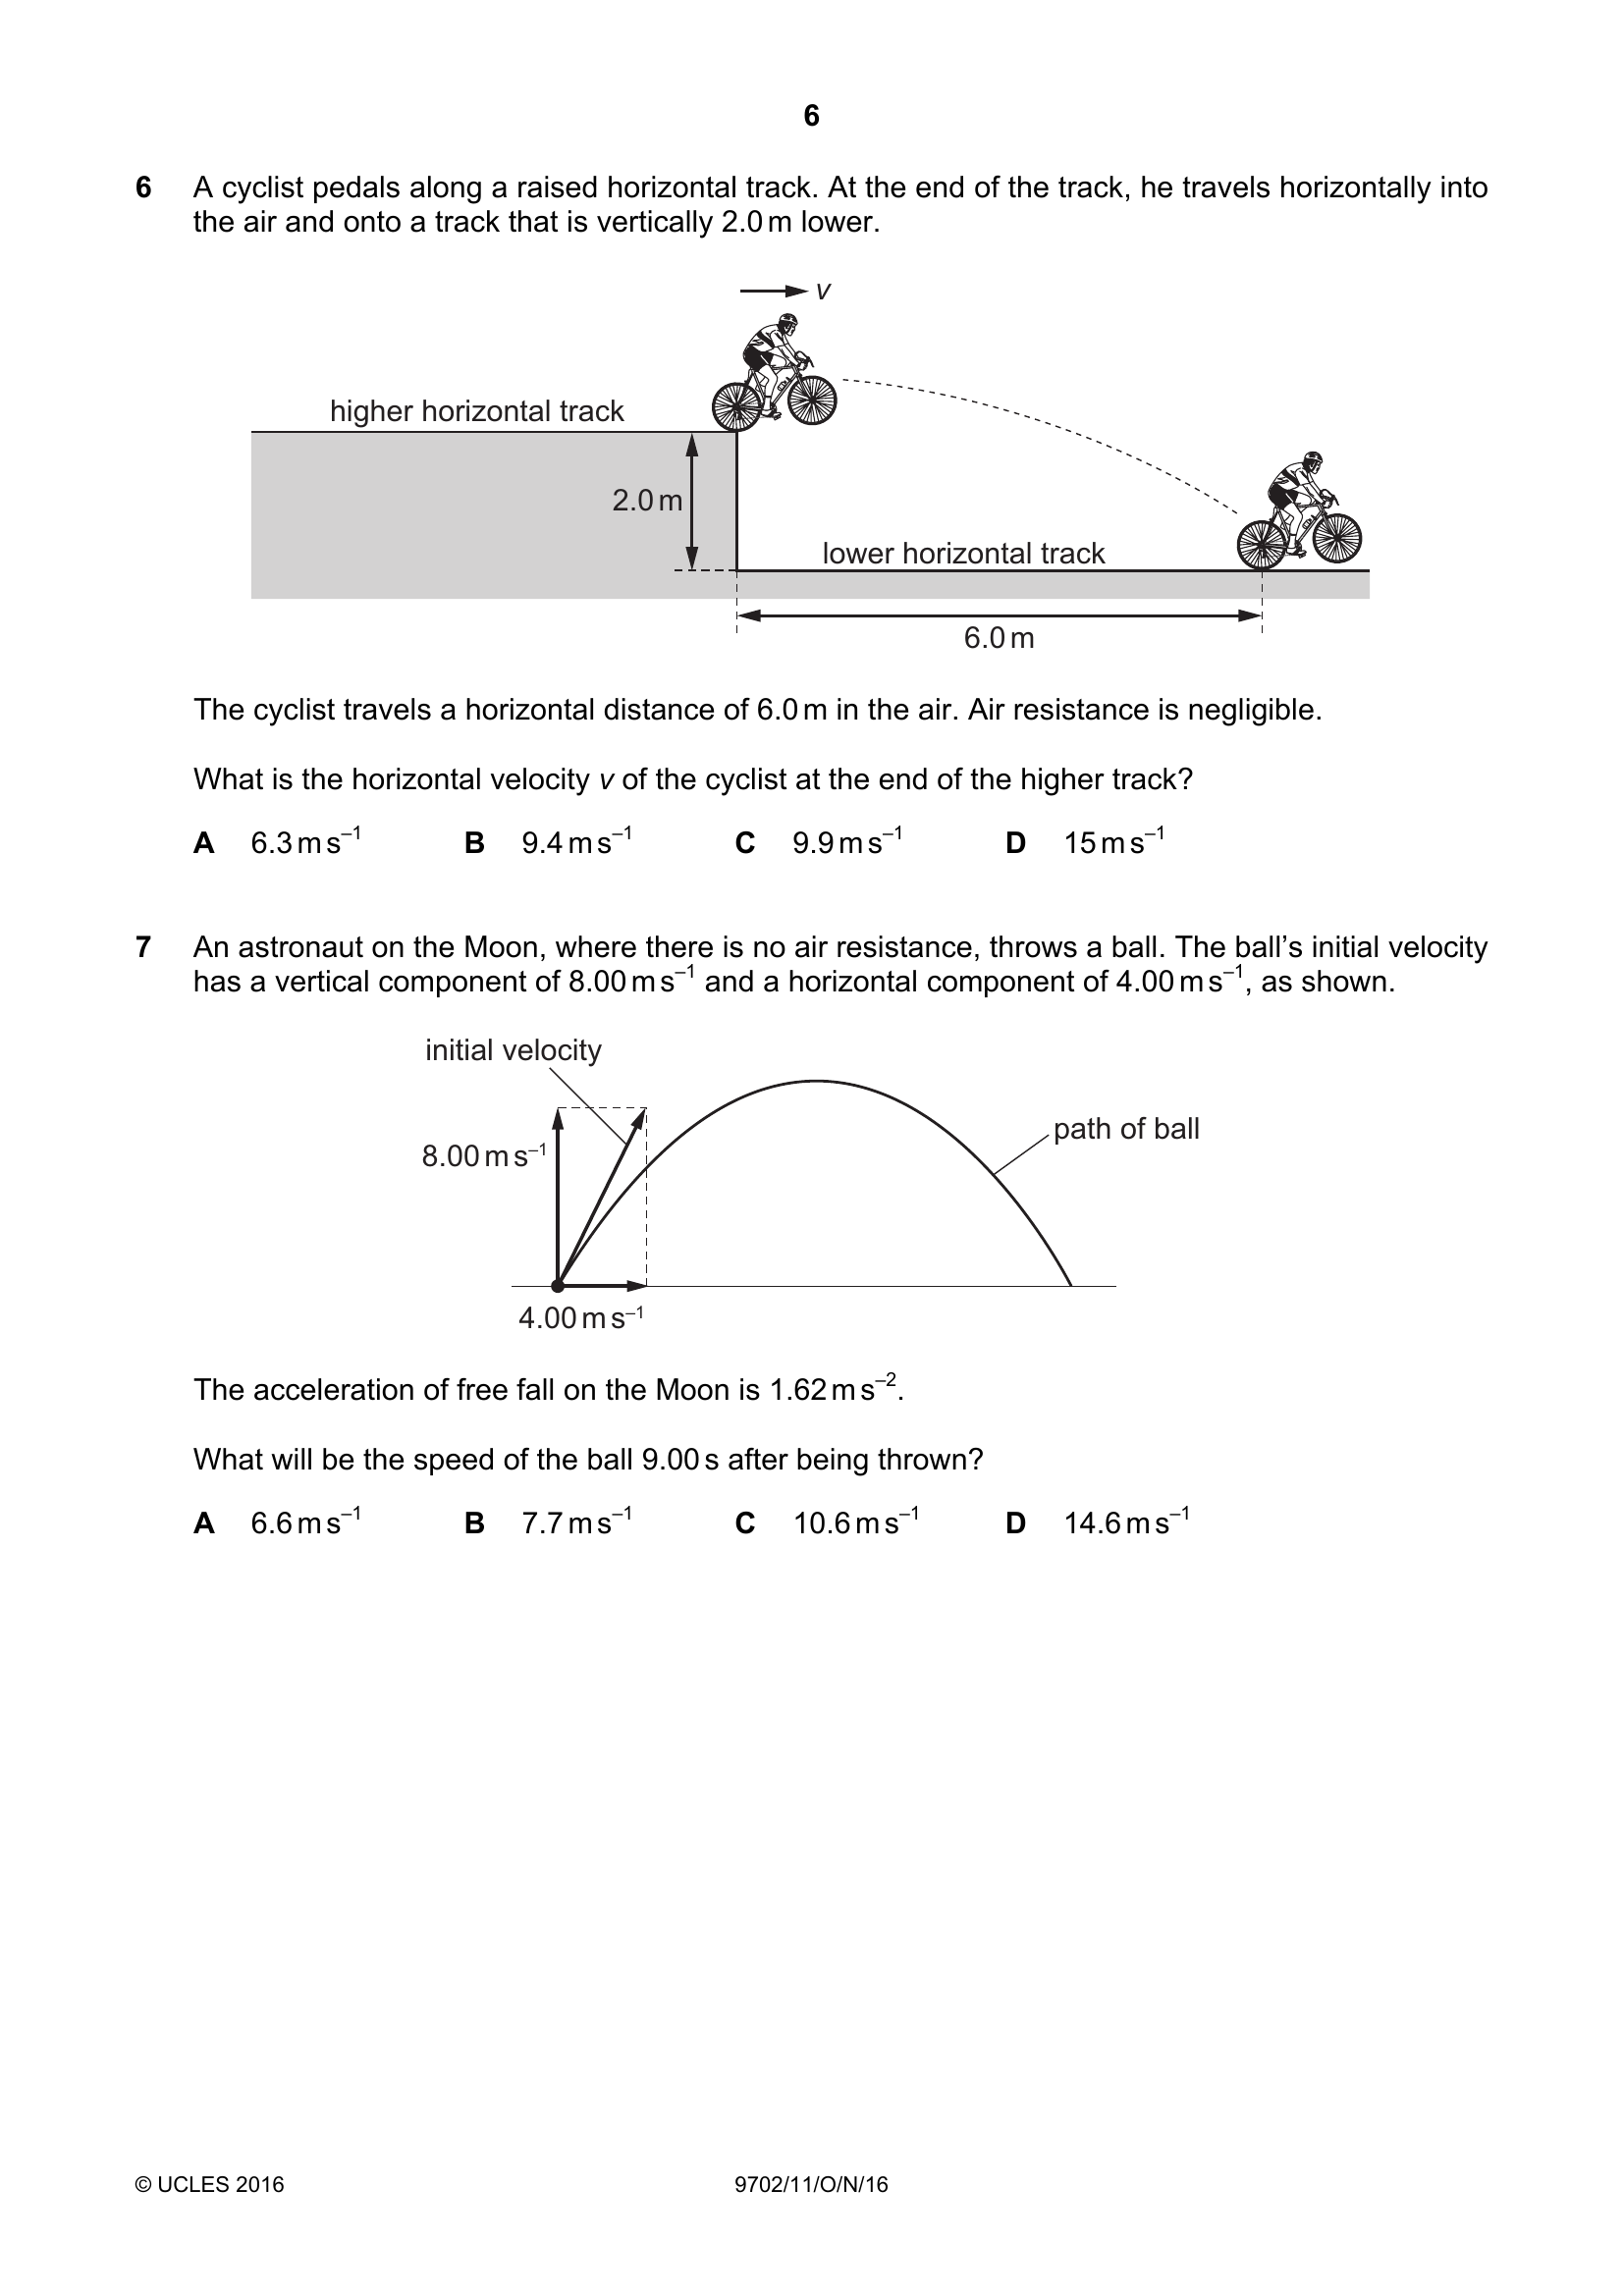 6
6 A cyclist pedals along a raised horizontal track. At the end of the track, he travels horizontally into
the air and onto a track that is vertically 2.0 m lower.
v
higher horizontal track
2.0 m
lower horizontal track
6.0 m
The cyclist travels a horizontal distance of 6.0 m in the air. Air resistance is negligible.
What is the horizontal velocity v of the cyclist at the end of the higher track?
A 6.3 m s⁻¹ B 9.4 m s⁻¹ C 9.9 m s⁻¹ D 15 m s⁻¹
7 An astronaut on the Moon, where there is no air resistance, throws a ball. The ball’s initial velocity
has a vertical component of 8.00 m s⁻¹ and a horizontal component of 4.00 m s⁻¹, as shown.
initial velocity
path of ball
8.00 m s⁻¹
4.00 m s⁻¹
The acceleration of free fall on the Moon is 1.62 m s⁻².
What will be the speed of the ball 9.00 s after being thrown?
A 6.6 m s⁻¹ B 7.7 m s⁻¹ C 10.6 m s⁻¹ D 14.6 m s⁻¹
© UCLES 2016 9702/11/O/N/16